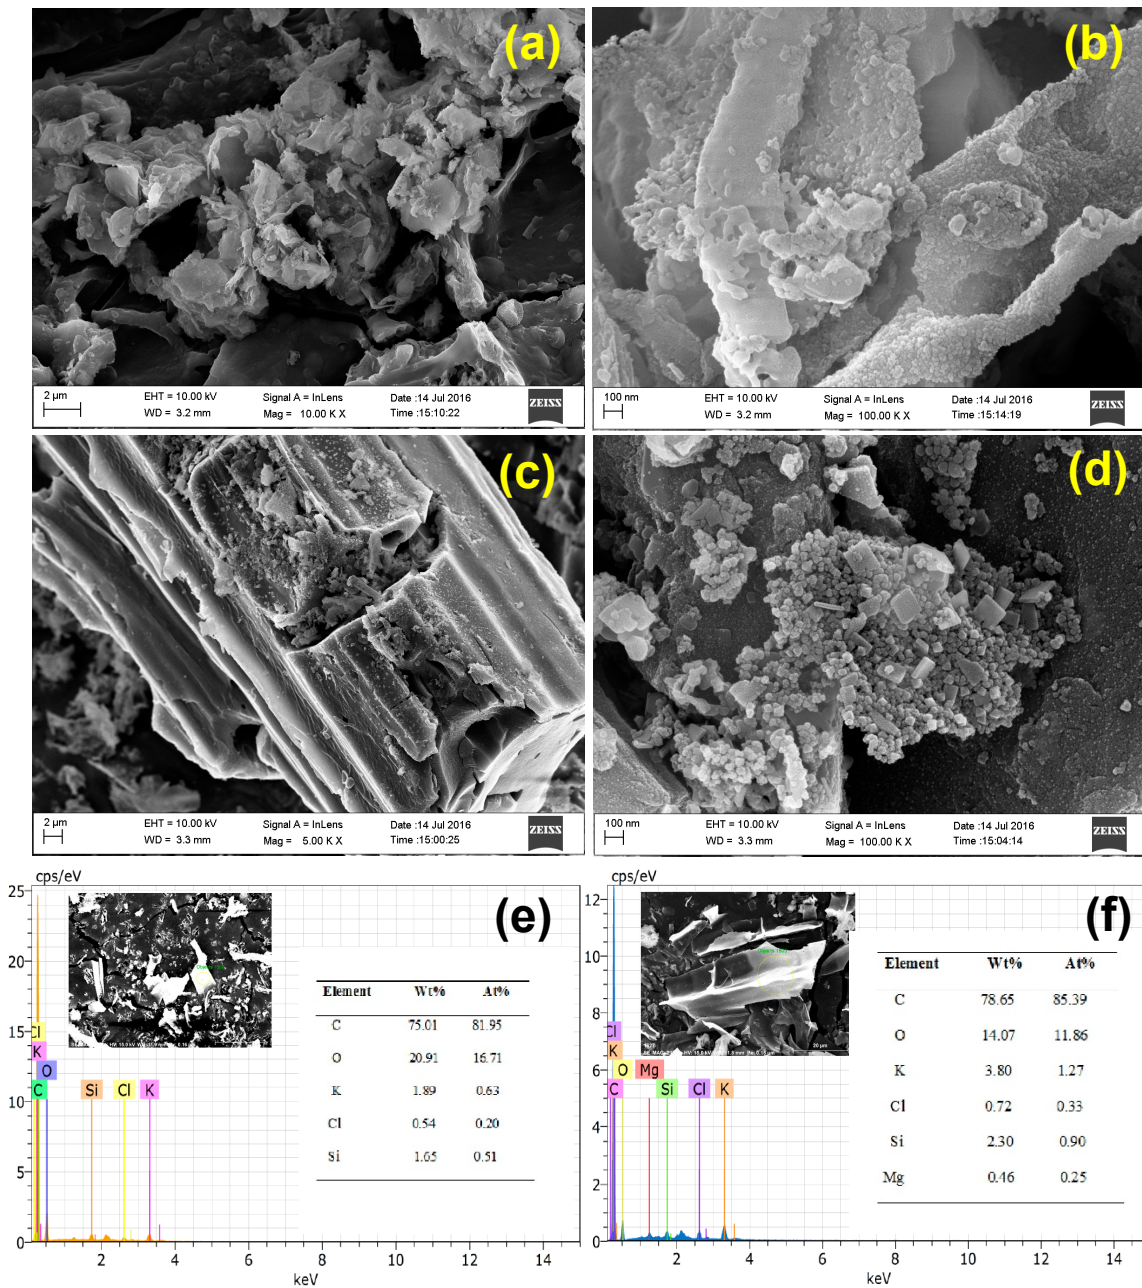 (a)
2 µm
EHT = 10.00 kV
Signal A = InLens
Date :14 Jul 2016
WD = 3.2 mm
Mag = 10.00 K X
Time :15:10:22
ZEISS
(b)
100 nm
EHT = 10.00 kV
Signal A = InLens
Date :14 Jul 2016
WD = 3.2 mm
Mag = 100.00 K X
Time :15:14:19
ZEISS
(c)
2 µm
EHT = 10.00 kV
Signal A = InLens
Date :14 Jul 2016
WD = 3.3 mm
Mag = 5.00 K X
Time :15:00:25
ZEISS
(d)
100 nm
EHT = 10.00 kV
Signal A = InLens
Date :14 Jul 2016
WD = 3.3 mm
Mag = 100.00 K X
Time :15:04:14
ZEISS
cps/eV
(e)
25
20
15
10
5
0
Cl
K
C
O
Si
Cl
K
Element Wt% At%
C 75.01 81.95
O 20.91 16.71
K 1.89 0.63
Cl 0.54 0.20
Si 1.65 0.51
2 4 6 8 10 12 14
keV
cps/eV
(f)
12
10
8
6
4
2
0
Cl
K
C
O
Mg
Si
Cl
K
20 µm
Element Wt% At%
C 78.65 85.39
O 14.07 11.86
K 3.80 1.27
Cl 0.72 0.33
Si 2.30 0.90
Mg 0.46 0.25
2 4 6 8 10 12 14
keV